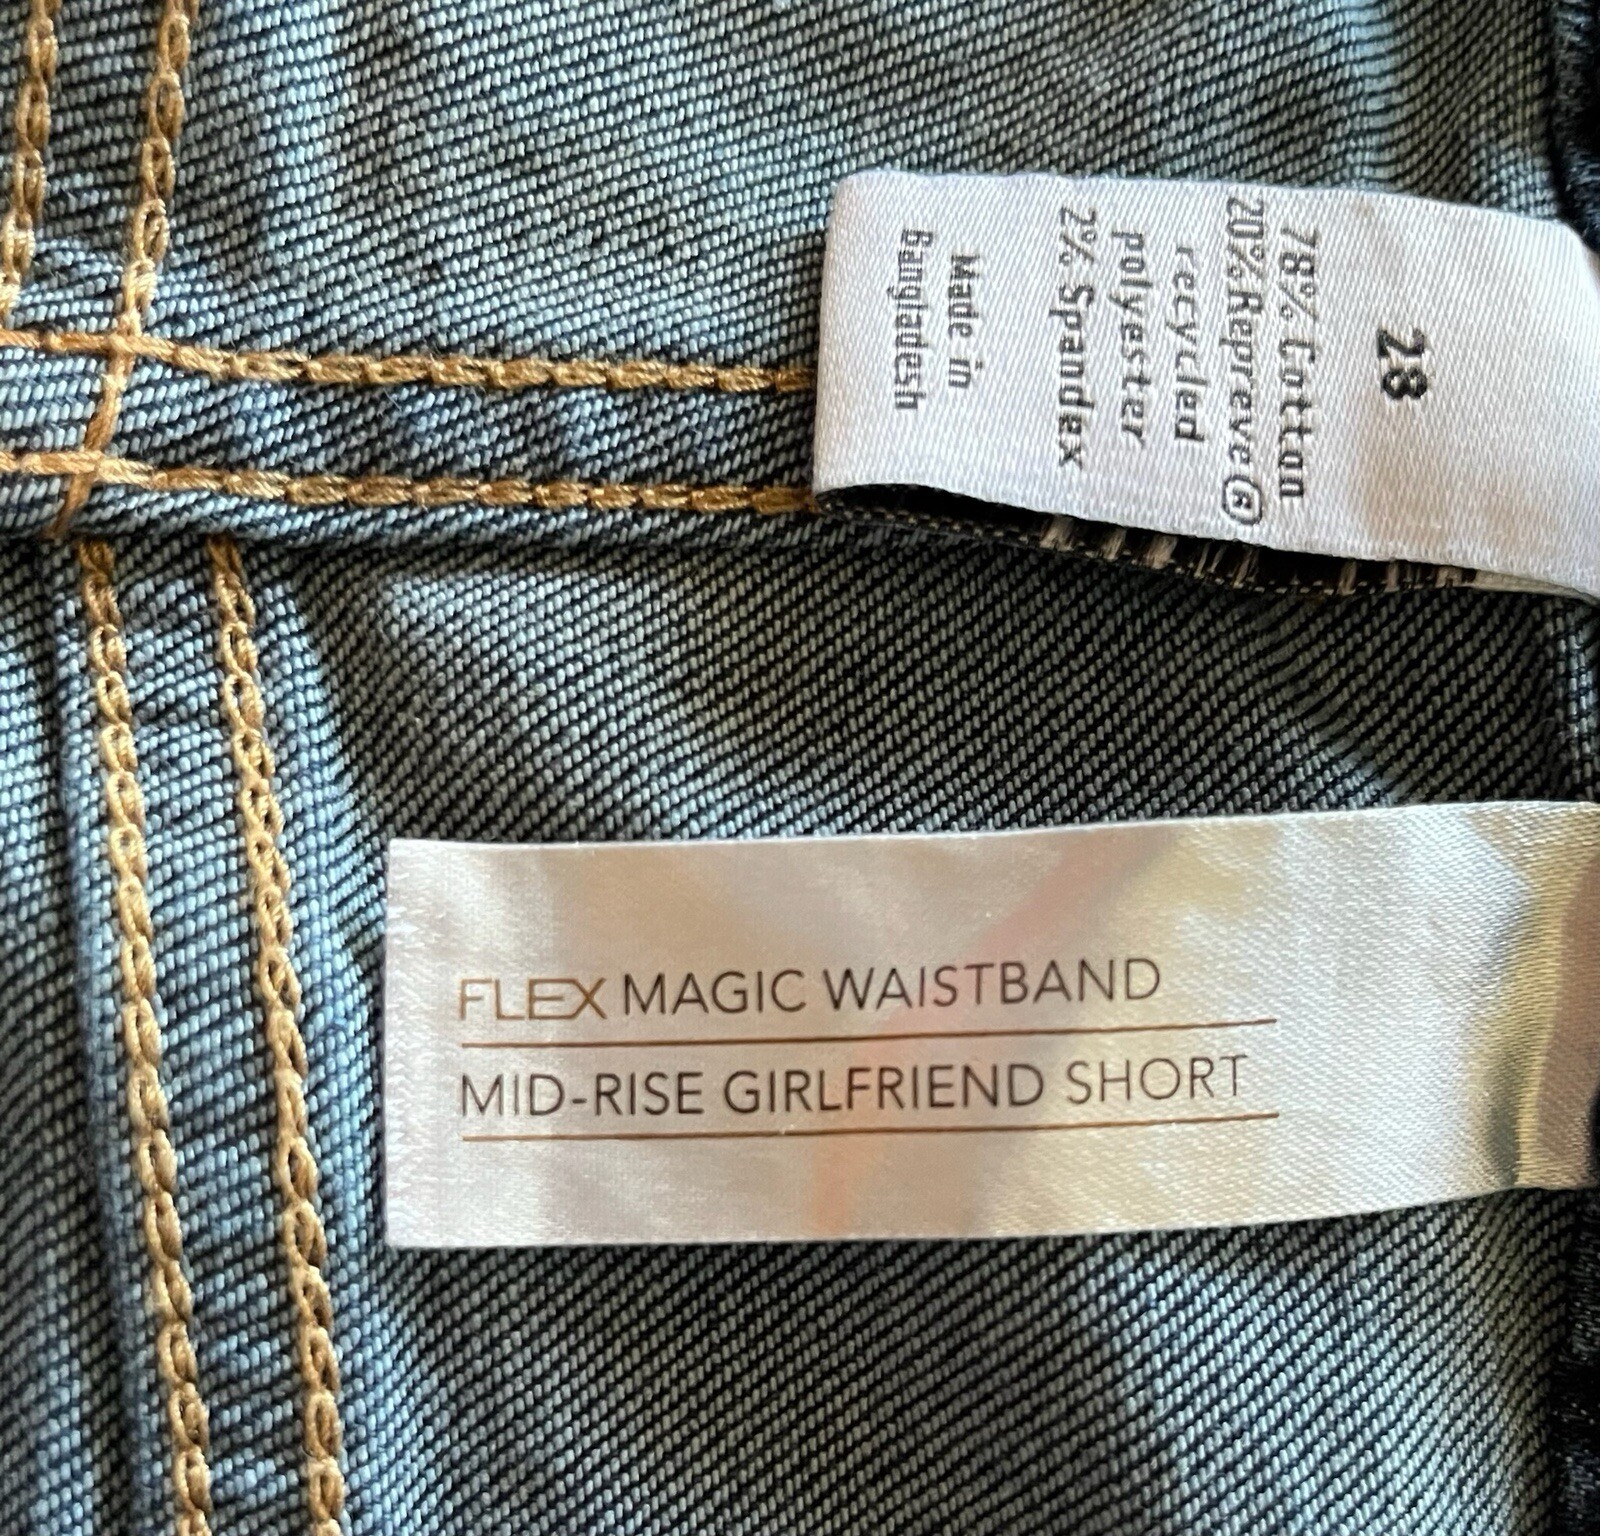 28
78% Cotton
20% Repreve®
recycled
polyester
2% Spandex
Made in
Bangladesh
FLEX MAGIC WAISTBAND
MID-RISE GIRLFRIEND SHORT